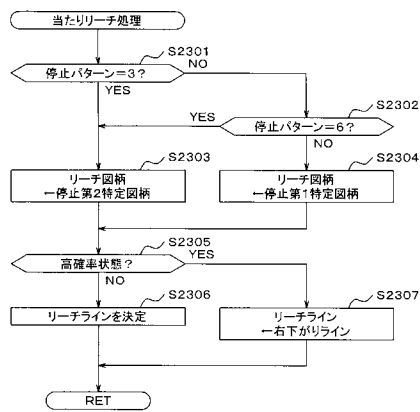 当たりリーチ処理
S2301
停止パターン=3?
NO
YES
S2302
YES
停止パターン=6?
NO
S2303
S2304
リーチ図柄
←停止第2特定図柄
リーチ図柄
←停止第1特定図柄
S2305
高確率状態?
YES
NO
S2306
S2307
リーチラインを決定
リーチライン
←右下がりライン
RET